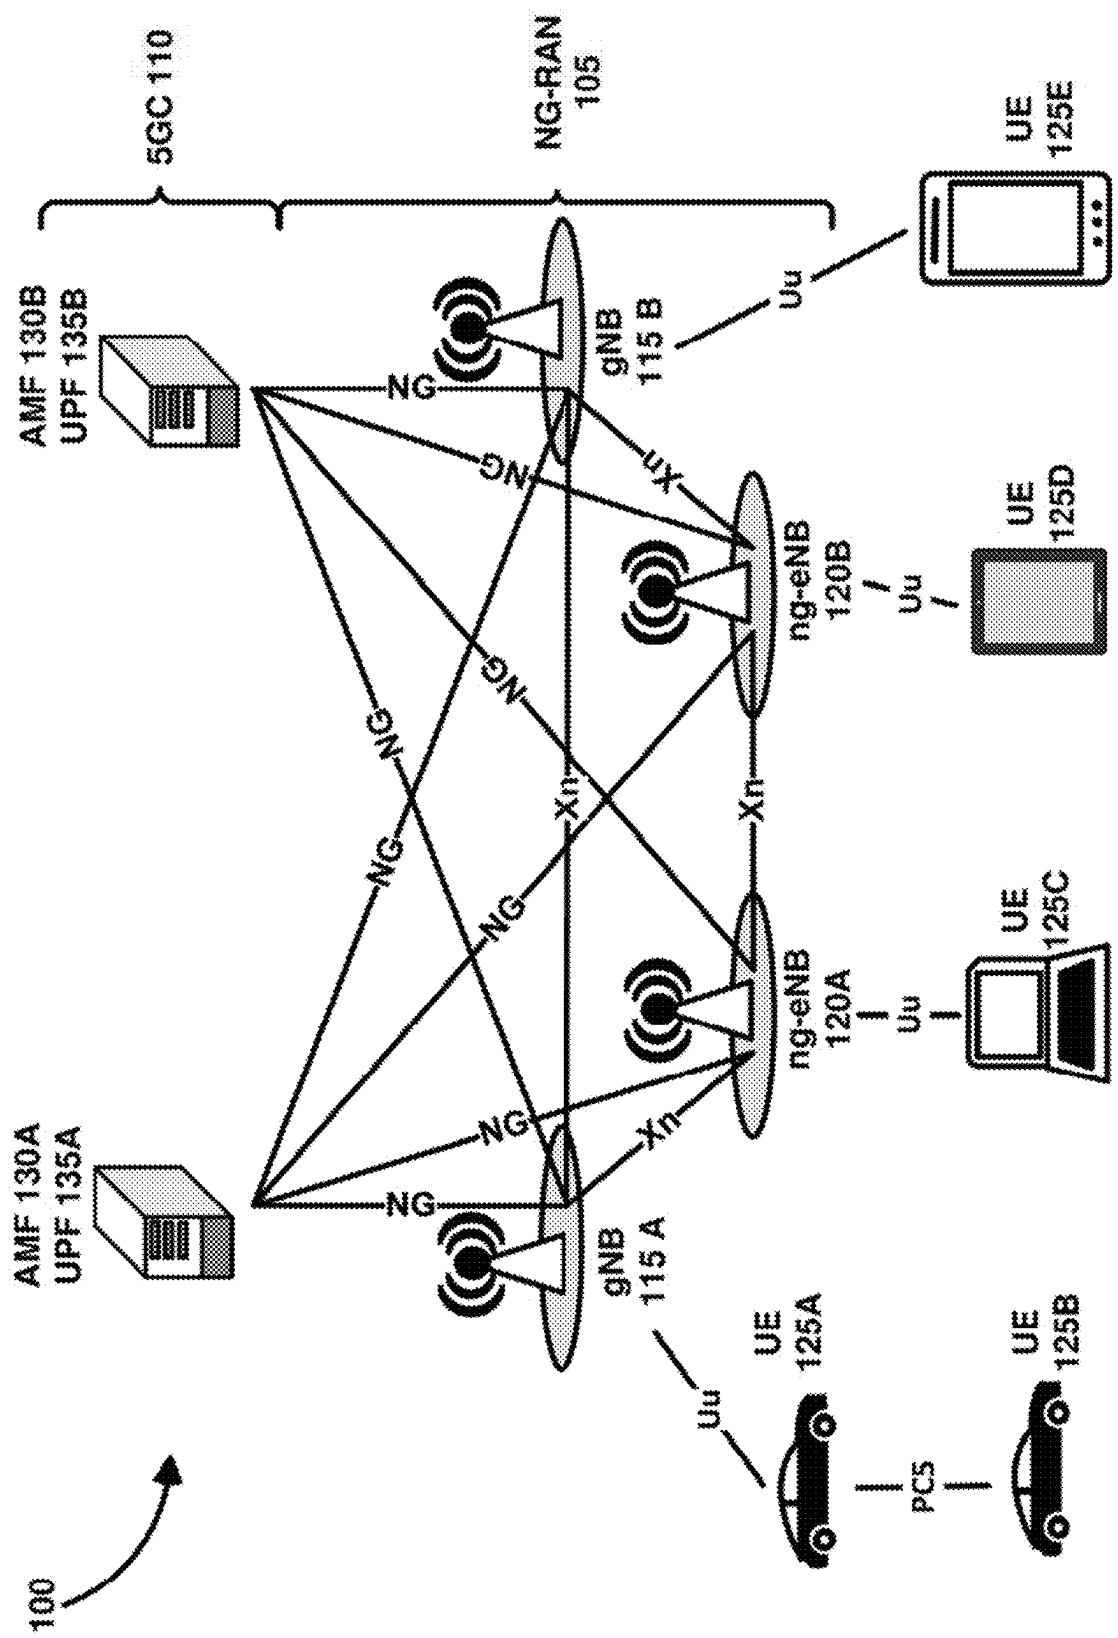 100
AMF 130A
UPF 135A
AMF 130B
UPF 135B
5GC 110
NG-RAN
105
NG
NG
NG
NG
NG
NG
NG
NG
Xn
Xn
Xn
Xn
gNB
115 A
gNB
115 B
ng-eNB
120A
ng-eNB
120B
Uu
Uu
Uu
Uu
UE
125A
PC5
UE
125B
UE
125C
UE
125D
UE
125E